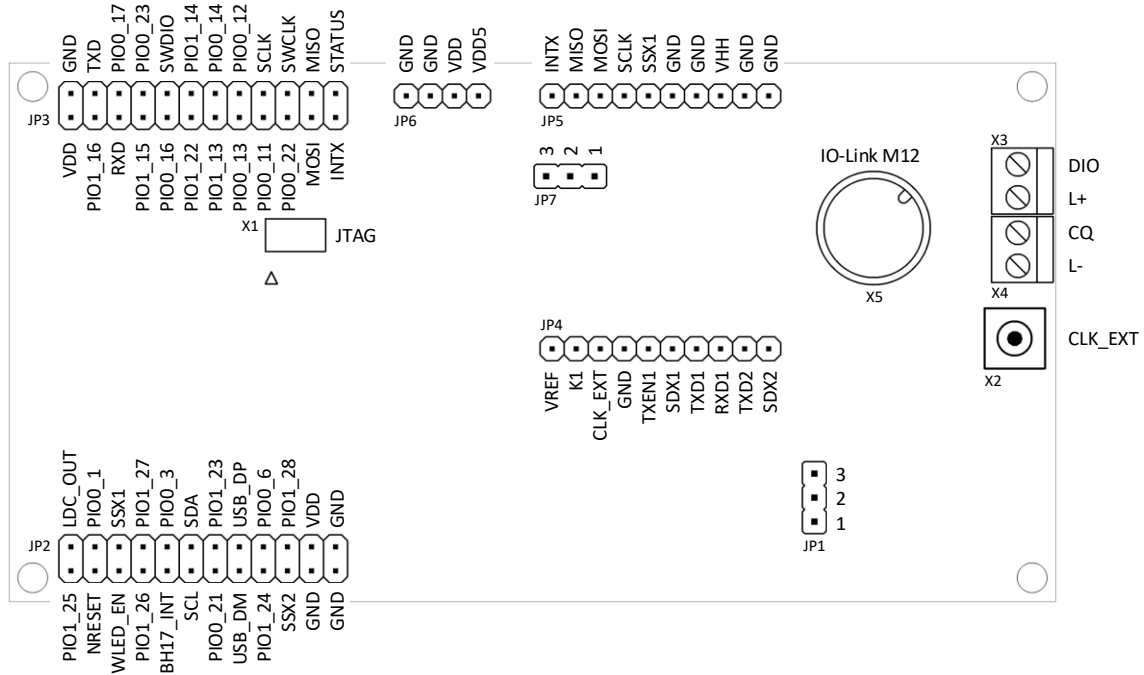 GND TXD PIO0_17 PIO0_23 SWDIO PIO1_14 PIO0_14 PIO0_12 SCLK SWCLK MISO STATUS
JP3
VDD PIO1_16 RXD PIO1_15 PIO0_16 PIO1_22 PIO1_13 PIO0_13 PIO0_11 PIO0_22 MOSI INTX
GND GND VDD VDD5
JP6
INTX MISO MOSI SCLK SSX1 GND GND VHH GND GND
JP5
3 2 1
JP7
X1
JTAG
IO-Link M12
X5
X3
DIO
L+
CQ
L-
X4
CLK_EXT
X2
JP4
VREF K1 CLK_EXT GND TXEN1 SDX1 TXD1 RXD1 TXD2 SDX2
LDC_OUT PIO0_1 SSX1 PIO1_27 PIO0_3 SDA PIO1_23 USB_DP PIO0_6 PIO1_28 VDD GND
JP2
PIO1_25 NRESET WLED_EN PIO1_26 BH17_INT SCL PIO0_21 USB_DM PIO1_24 SSX2 GND GND
3
2
1
JP1